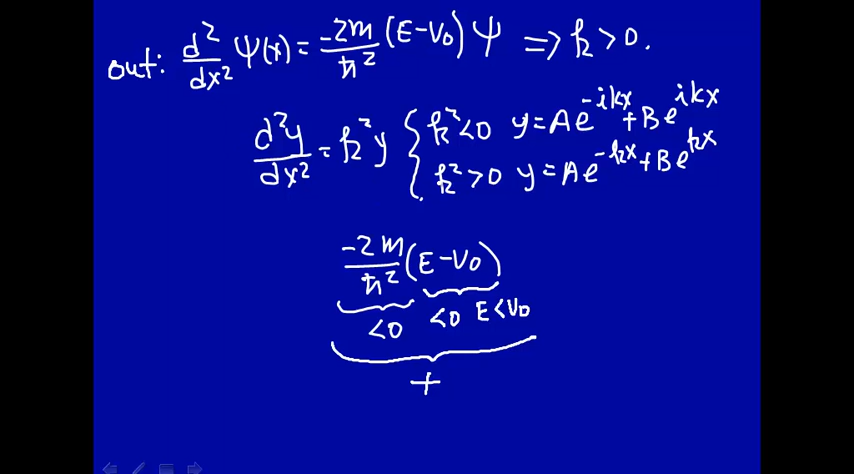 out: d²/dx² Ψ(x) = -2m/ħ² (E-V₀) Ψ ⇒ k > 0.
d²y/dx² = k² y { k² < 0 y = Ae^{-ikx} + Be^{ikx}
k² > 0 y = Ae^{-kx} + Be^{kx}
-2m/ħ² (E-V₀)
<0 <0 E < V₀
+